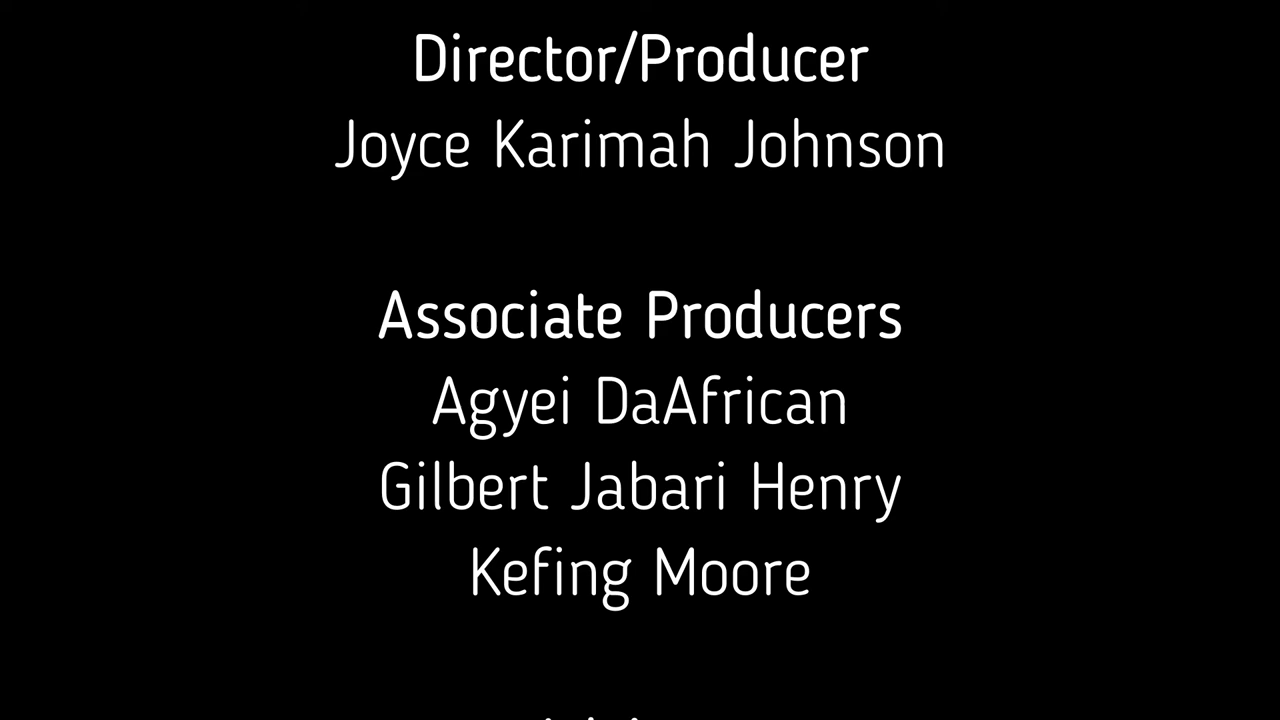 Director/Producer
Joyce Karimah Johnson
Associate Producers
Agyei DaAfrican
Gilbert Jabari Henry
Kefing Moore